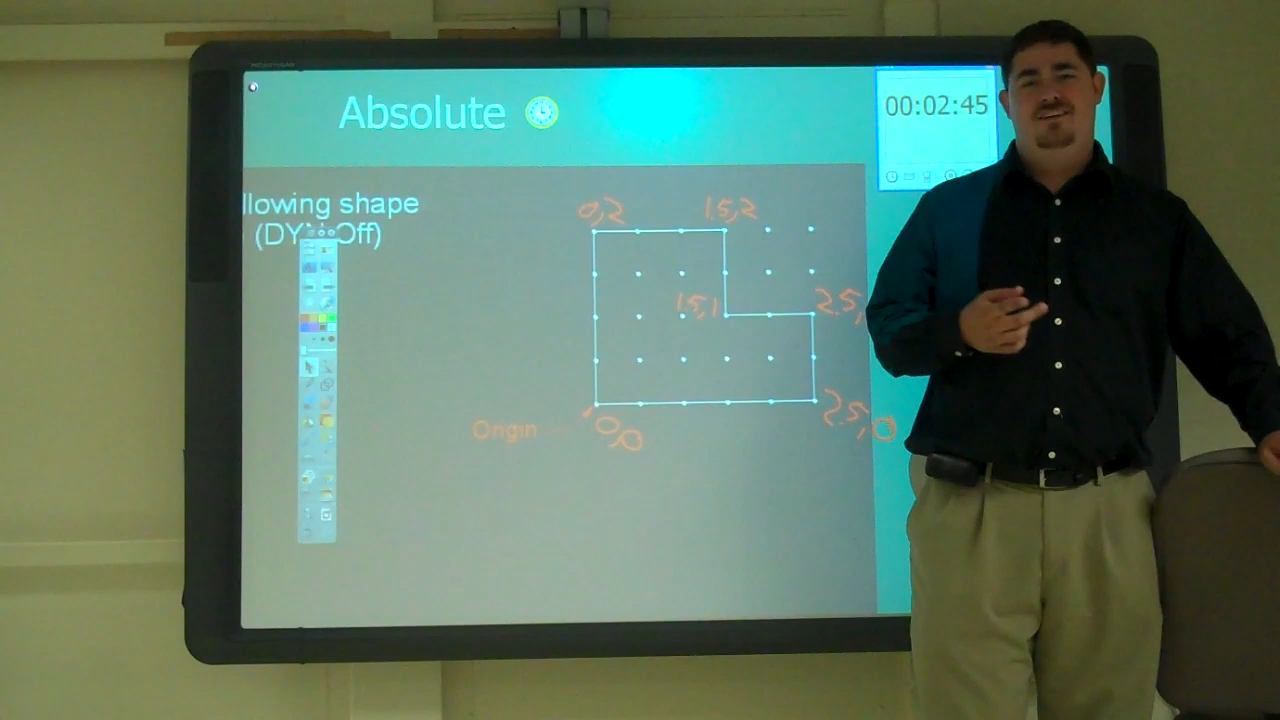 Absolute
00:02:45
llowing shape
(DY Off)
0,2
1.5,2
1.5,1
2.5,
Origin
0,0
2.5,0